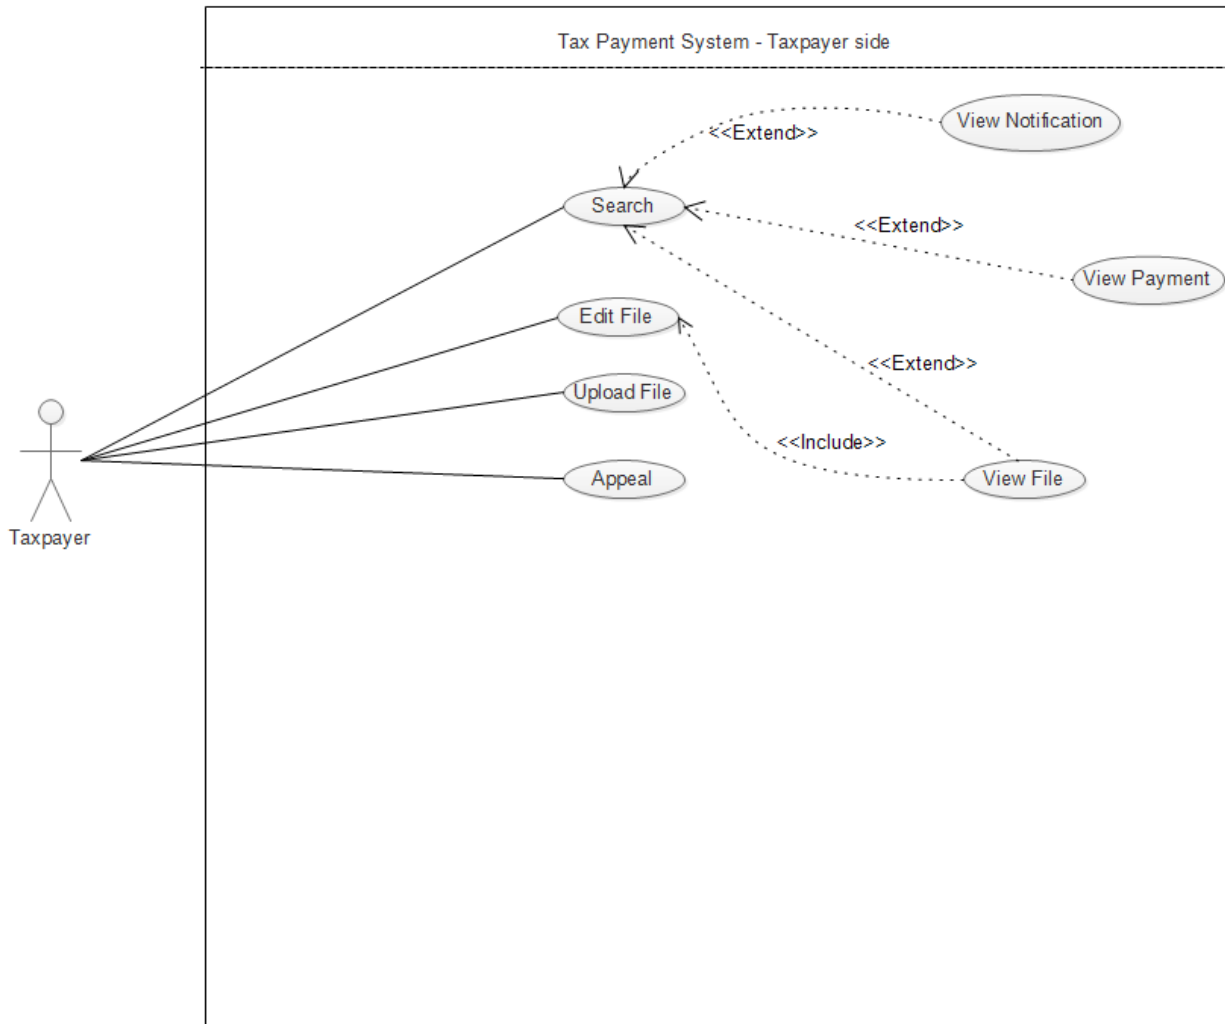 Tax Payment System - Taxpayer side
View Notification
<<Extend>>
Search
<<Extend>>
View Payment
Edit File
<<Extend>>
Upload File
<<Include>>
Appeal
View File
Taxpayer